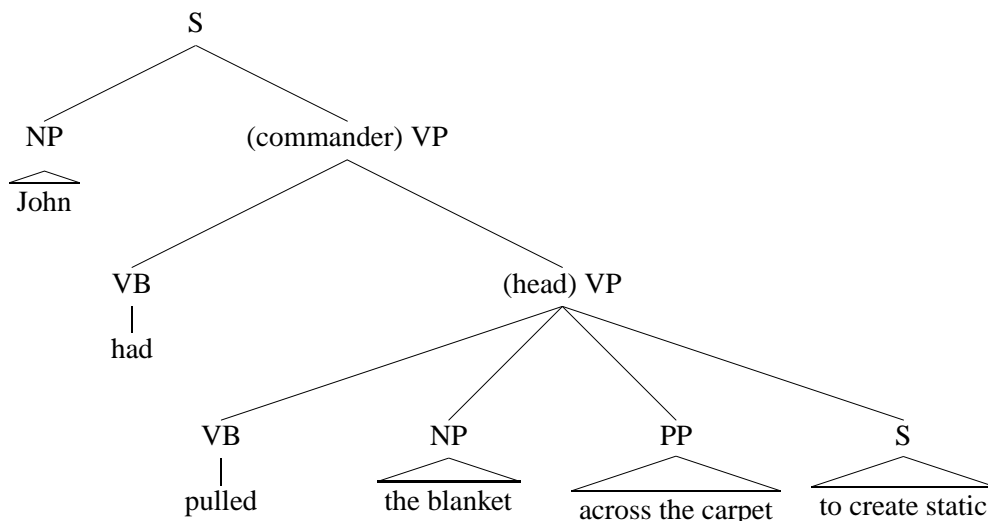 S
NP (commander) VP
John
VB (head) VP
had
VB NP PP S
pulled the blanket across the carpet to create static